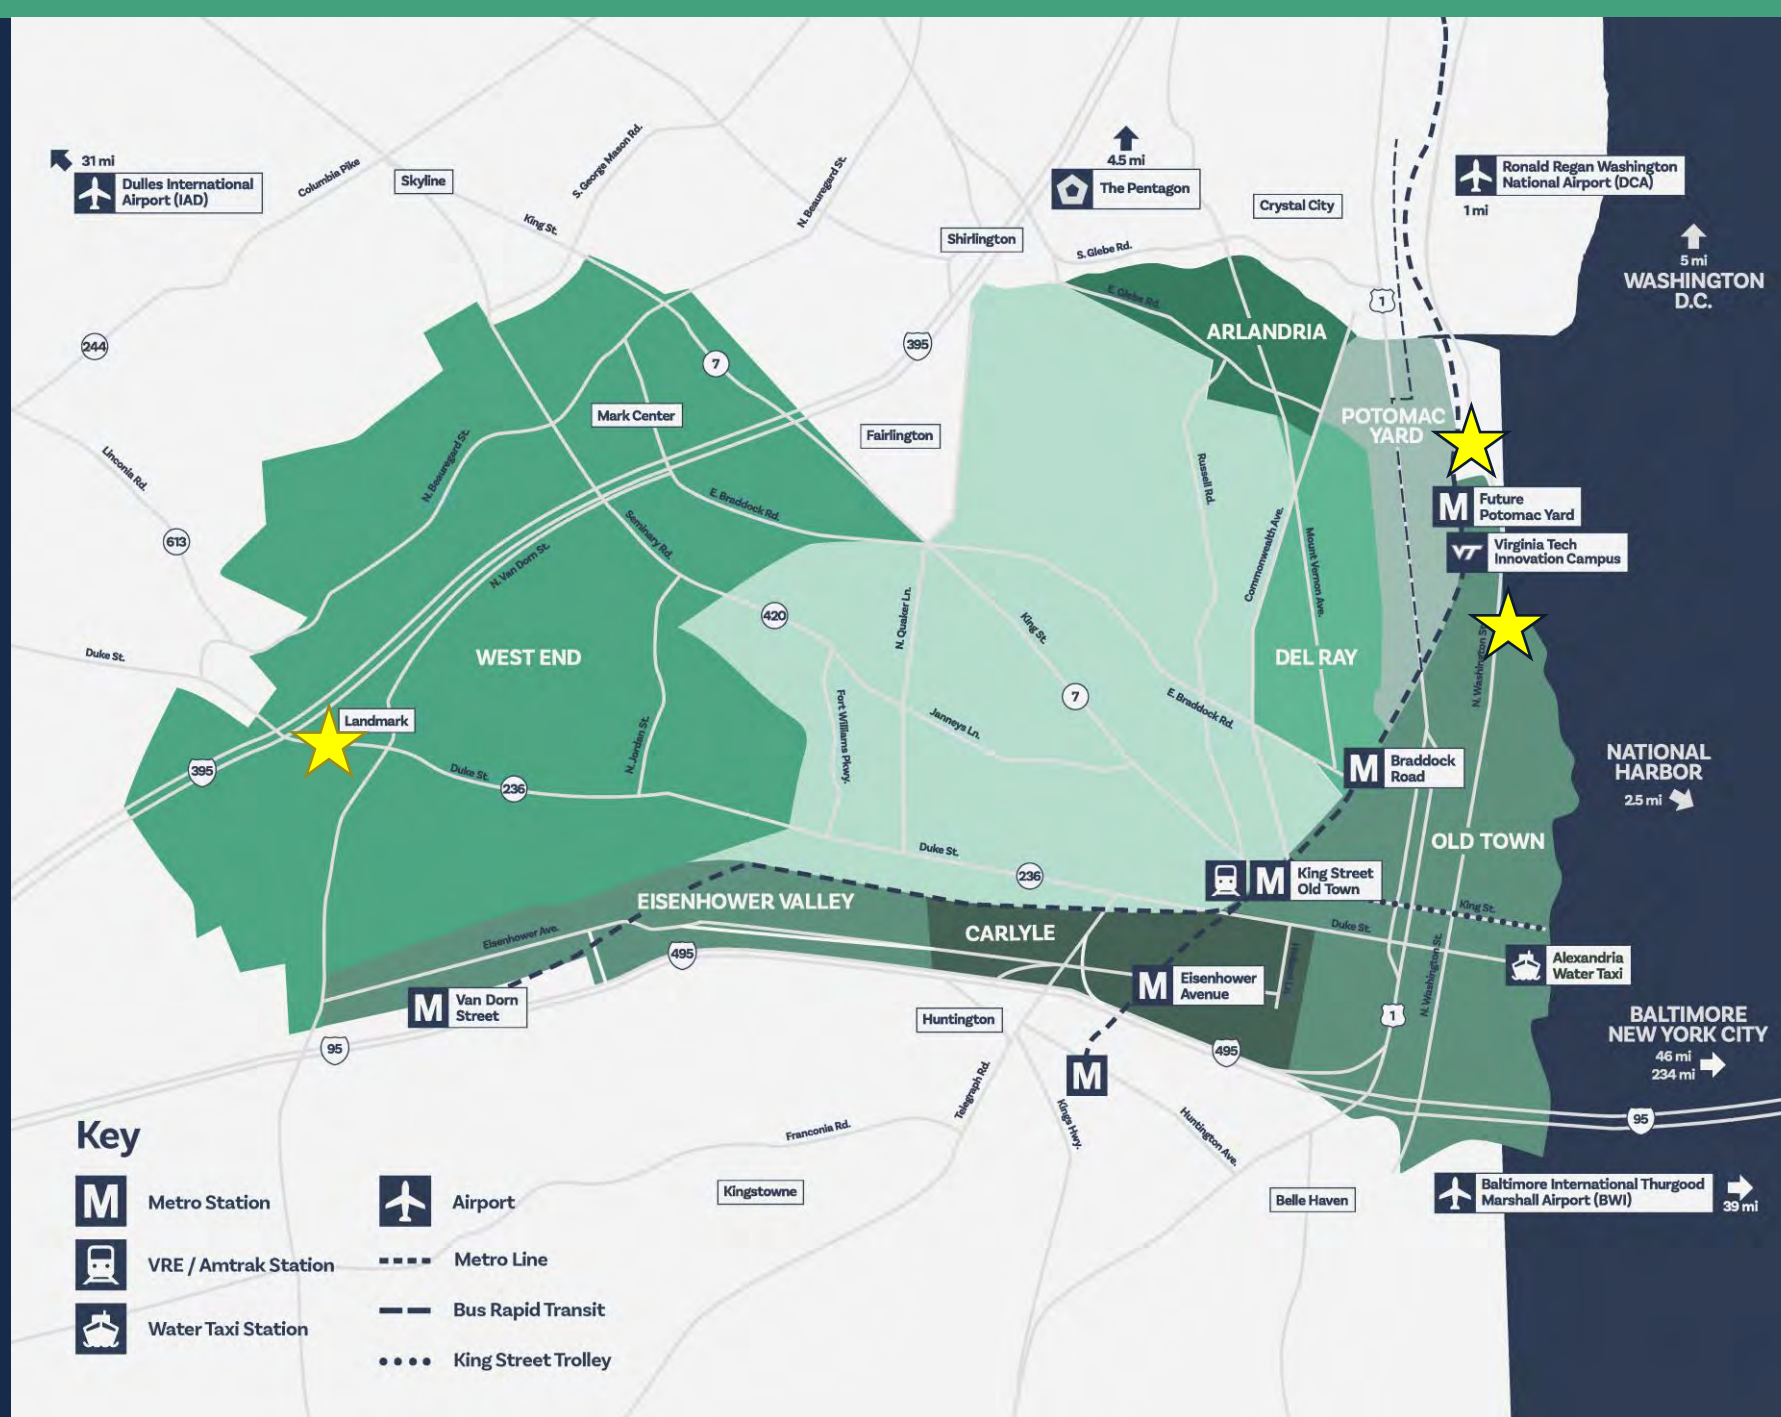 31 mi
Dulles International
Airport (IAD)
Columbia Pike
Skyline
King St.
S. George Mason Rd.
N. Beauregard St.
4.5 mi
The Pentagon
Shirlington
S. Glebe Rd.
Crystal City
Ronald Regan Washington
National Airport (DCA)
1 mi
5 mi
WASHINGTON
D.C.
E. Glebe Rd.
1
ARLANDRIA
244
395
7
Mark Center
Fairlington
POTOMAC
YARD
N. Beauregard St.
Linconia Rd.
E. Braddock Rd.
Russell Rd.
M
Future
Potomac Yard
613
Seminary Rd.
N. Van Dorn St.
Commonwealth Ave.
Mount Vernon Ave.
VT
Virginia Tech
Innovation Campus
420
N. Quaker Ln.
King St.
Duke St.
WEST END
DEL RAY
N. Washington St.
7
E. Braddock Rd.
Landmark
Fort Williams Pkwy.
Janneys Ln.
N. Jordan St.
395
Duke St.
236
M
Braddock
Road
NATIONAL
HARBOR
2.5 mi
OLD TOWN
Duke St.
236
M
King Street
Old Town
EISENHOWER VALLEY
King St.
CARLYLE
Duke St.
Eisenhower Ave.
495
N. Washington St.
Alexandria
Water Taxi
M
Van Dorn
Street
M
Eisenhower
Avenue
Huntington
1
BALTIMORE
NEW YORK CITY
46 mi
234 mi
95
495
M
Telegraph Rd.
Kings Hwy.
Huntington Ave.
Franconia Rd.
95
Kingstowne
Belle Haven
Baltimore International Thurgood
Marshall Airport (BWI)
39 mi
Key
M
Metro Station
Airport
VRE / Amtrak Station
Metro Line
Bus Rapid Transit
Water Taxi Station
King Street Trolley